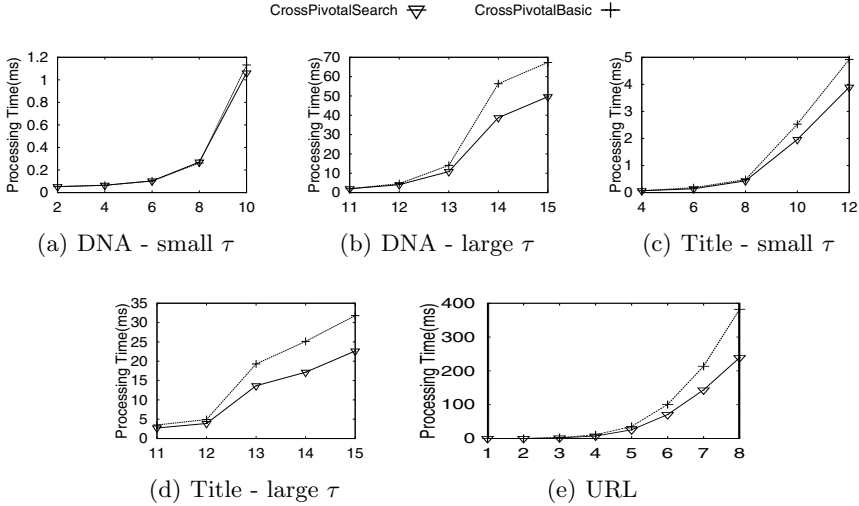 CrossPivotalSearch
CrossPivotalBasic
Processing Time(ms)
1.2
1
0.8
0.6
0.4
0.2
0
2 4 6 8 10
(a) DNA - small τ
Processing Time(ms)
70
60
50
40
30
20
10
0
11 12 13 14 15
(b) DNA - large τ
Processing Time(ms)
5
4
3
2
1
0
4 6 8 10 12
(c) Title - small τ
Processing Time(ms)
35
30
25
20
15
10
5
0
11 12 13 14 15
(d) Title - large τ
Processing Time(ms)
400
300
200
100
0
1 2 3 4 5 6 7 8
(e) URL